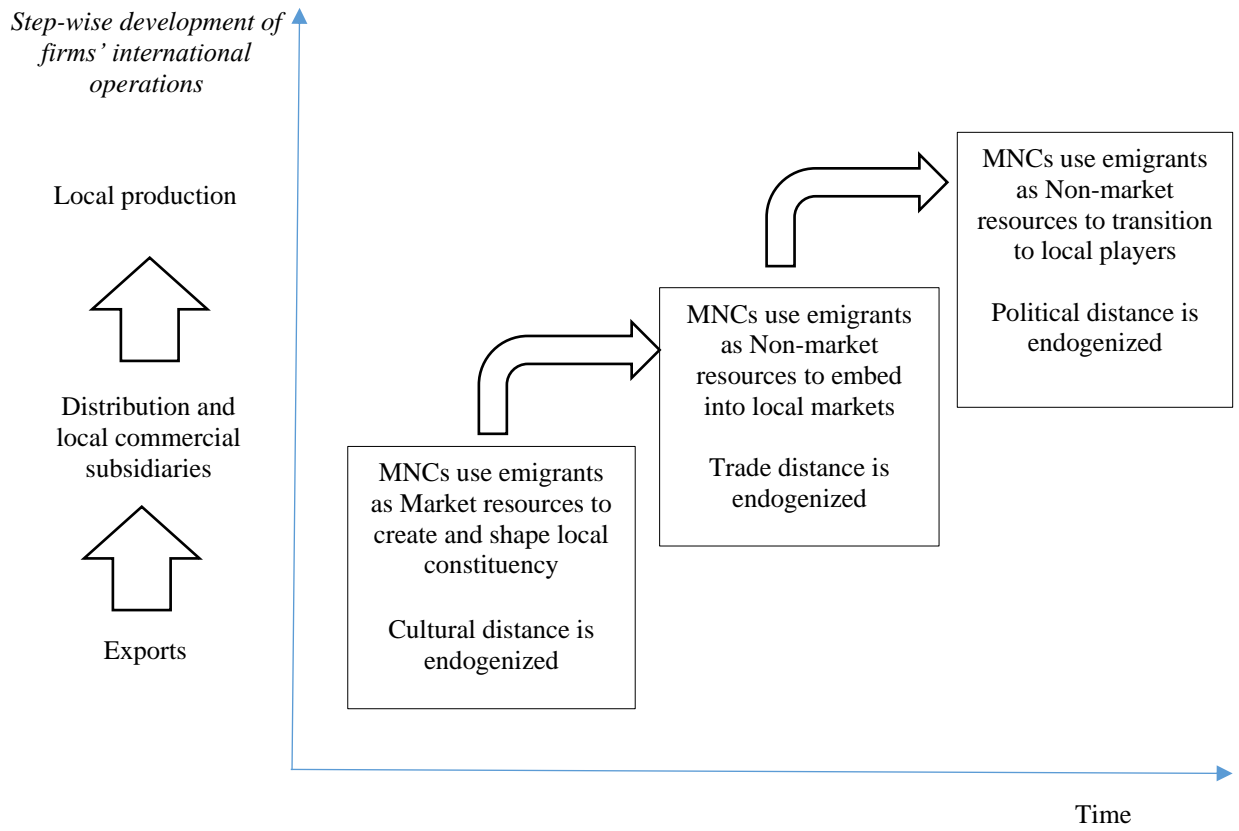 Step-wise development of
firms’ international
operations
Local production
Distribution and
local commercial
subsidiaries
Exports
MNCs use emigrants
as Market resources to
create and shape local
constituency
Cultural distance is
endogenized
MNCs use emigrants
as Non-market
resources to embed
into local markets
Trade distance is
endogenized
MNCs use emigrants
as Non-market
resources to transition
to local players
Political distance is
endogenized
Time